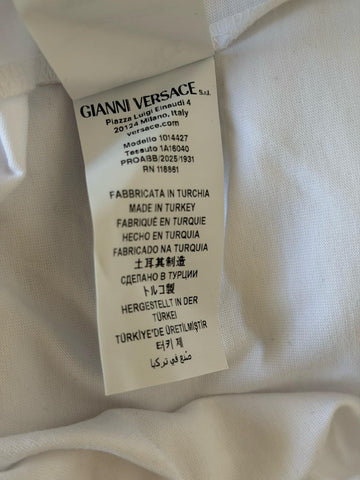 GIANNI VERSACE S.r.l.
Piazza Luigi Einaudi 4
20124 Milano, Italy
versace.com
Modello 1014427
Tessuto 1A16040
PROABB/2025/1931
RN 118861
FABBRICATA IN TURCHIA
MADE IN TURKEY
FABRIQUÉ EN TURQUIE
HECHO EN TURQUIA
FABRICADO NA TURQUIA
土耳其制造
СДЕЛАНО В ТУРЦИИ
トルコ製
HERGESTELLT IN DER
TÜRKEI
TÜRKİYE'DE ÜRETİLMİŞTİR
터키 제
صنع في تركيا